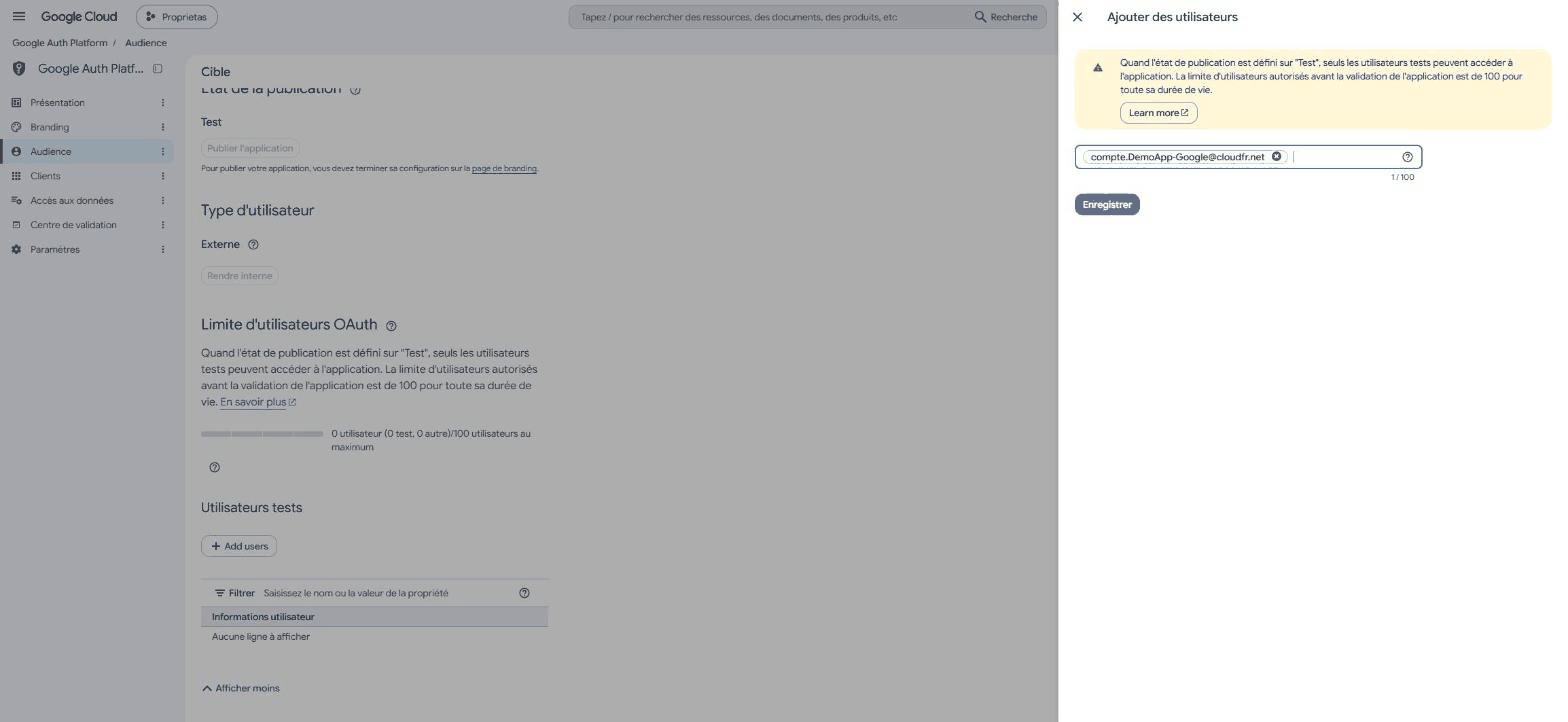 Google Cloud
Proprietas
Tapez / pour rechercher des ressources, des documents, des produits, etc
Recherche
Google Auth Platform / Audience
Google Auth Platf...
Présentation
Branding
Audience
Clients
Accès aux données
Centre de validation
Paramètres
Cible
État de la publication
Test
Publier l'application
Pour publier votre application, vous devez terminer sa configuration sur la page de branding.
Type d'utilisateur
Externe
Rendre interne
Limite d'utilisateurs OAuth
Quand l'état de publication est défini sur "Test", seuls les utilisateurs
tests peuvent accéder à l'application. La limite d'utilisateurs autorisés
avant la validation de l'application est de 100 pour toute sa durée de
vie. En savoir plus
0 utilisateur (0 test, 0 autre)/100 utilisateurs au
maximum
Utilisateurs tests
+ Add users
Filtrer Saisissez le nom ou la valeur de la propriété
Informations utilisateur
Aucune ligne à afficher
Afficher moins
Ajouter des utilisateurs
Quand l'état de publication est défini sur "Test", seuls les utilisateurs tests peuvent accéder à
l'application. La limite d'utilisateurs autorisés avant la validation de l'application est de 100 pour
toute sa durée de vie.
Learn more
compte.DemoApp-Google@cloudfr.net
1 / 100
Enregistrer